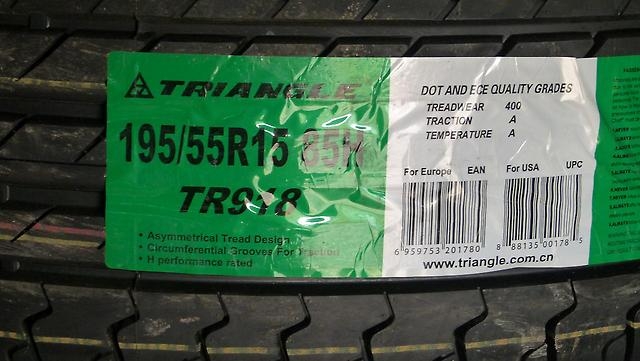 TRIANGLE
195/55R15 85H
TR918
• Asymmetrical Tread Design
• Circumferential Grooves For Traction
• H performance rated
DOT AND ECE QUALITY GRADES
TREADWEAR 400
TRACTION A
TEMPERATURE A
For Europe EAN For USA UPC
6 959753 201780 8 88135 00178 5
www.triangle.com.cn